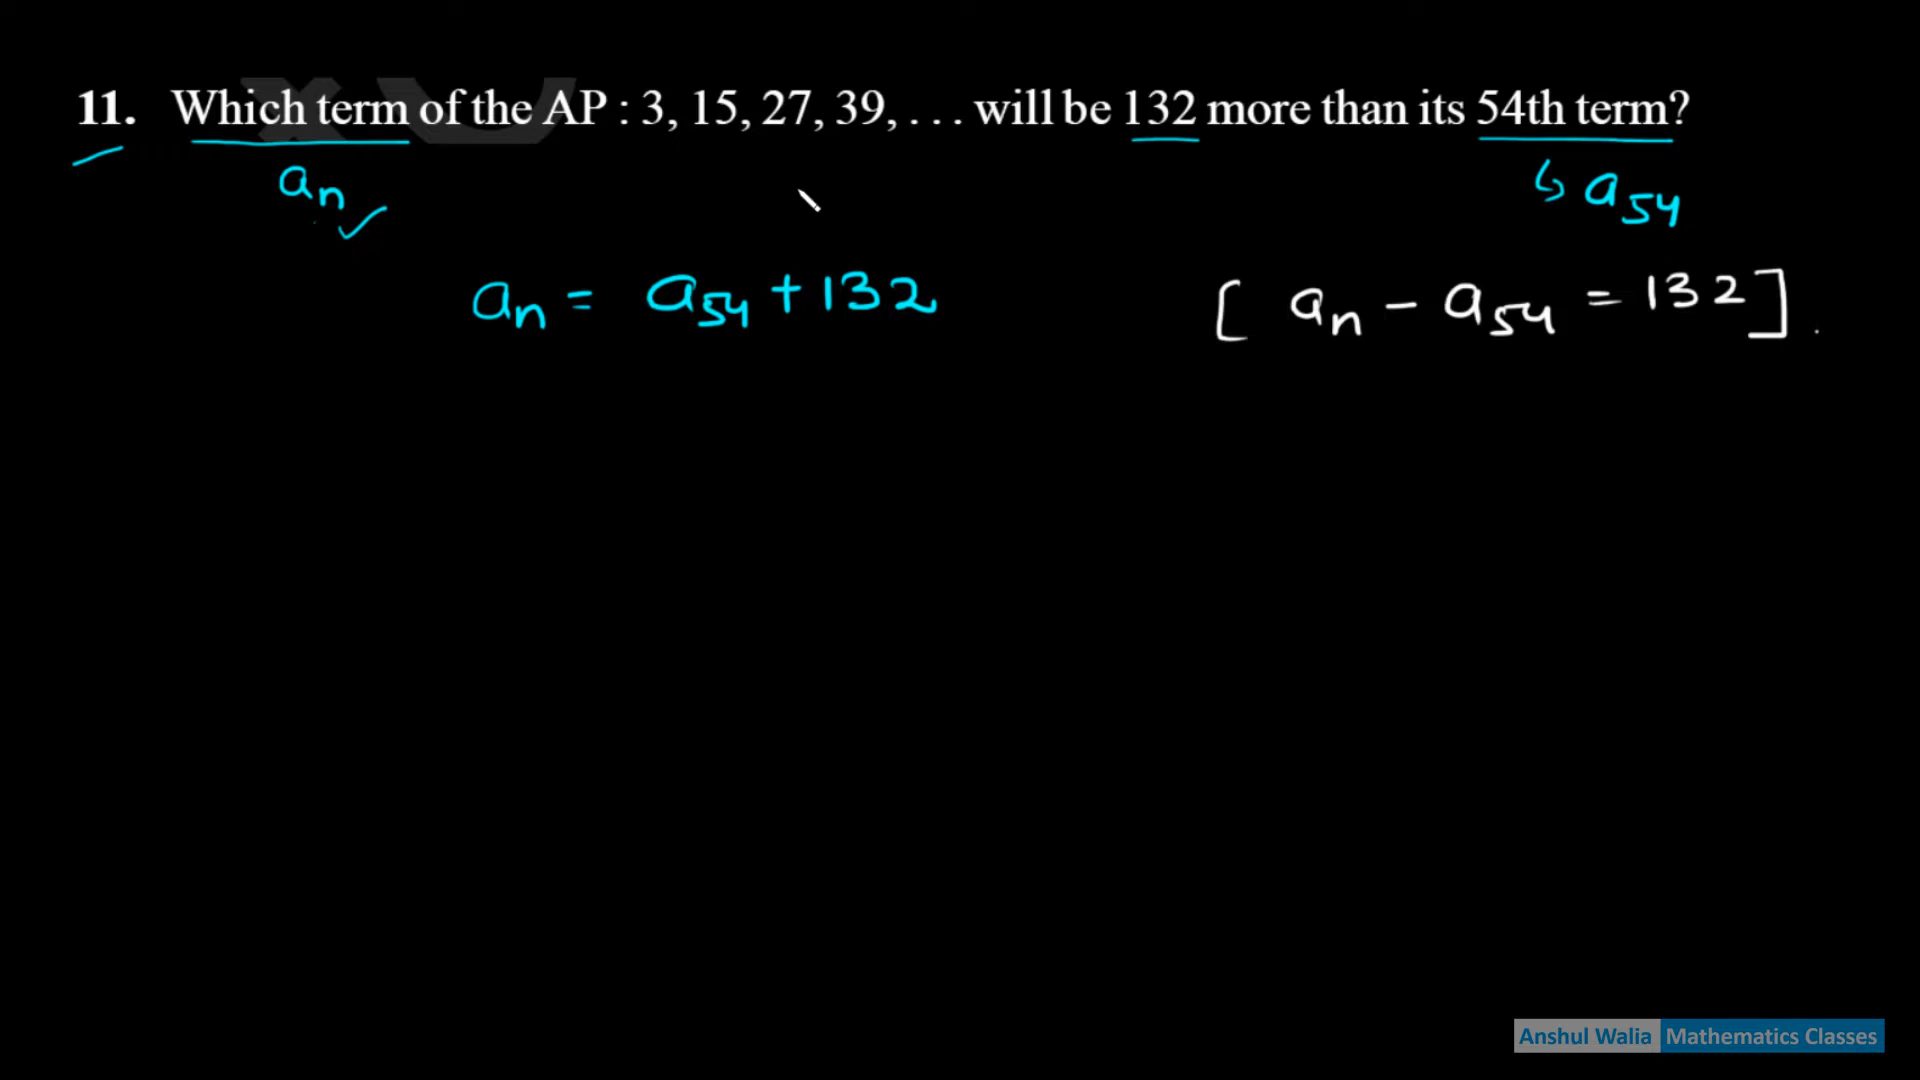 11. Which term of the AP : 3, 15, 27, 39, . . . will be 132 more than its 54th term?
an
↳ a54
an = a54 + 132
[ an - a54 = 132 ] .
Anshul Walia Mathematics Classes